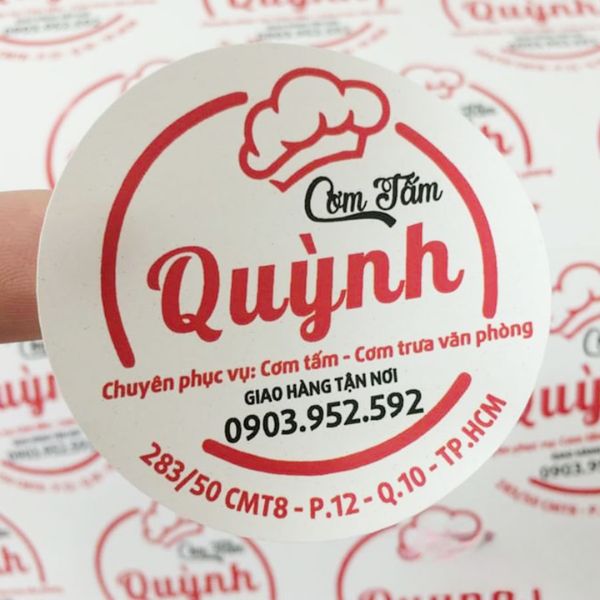 Cơm Tấm
Quỳnh
Chuyên phục vụ: Cơm tấm - Cơm trưa văn phòng
GIAO HÀNG TẬN NƠI
0903.952.592
283/50 CMT8 - P.12 - Q.10 - TP.HCM